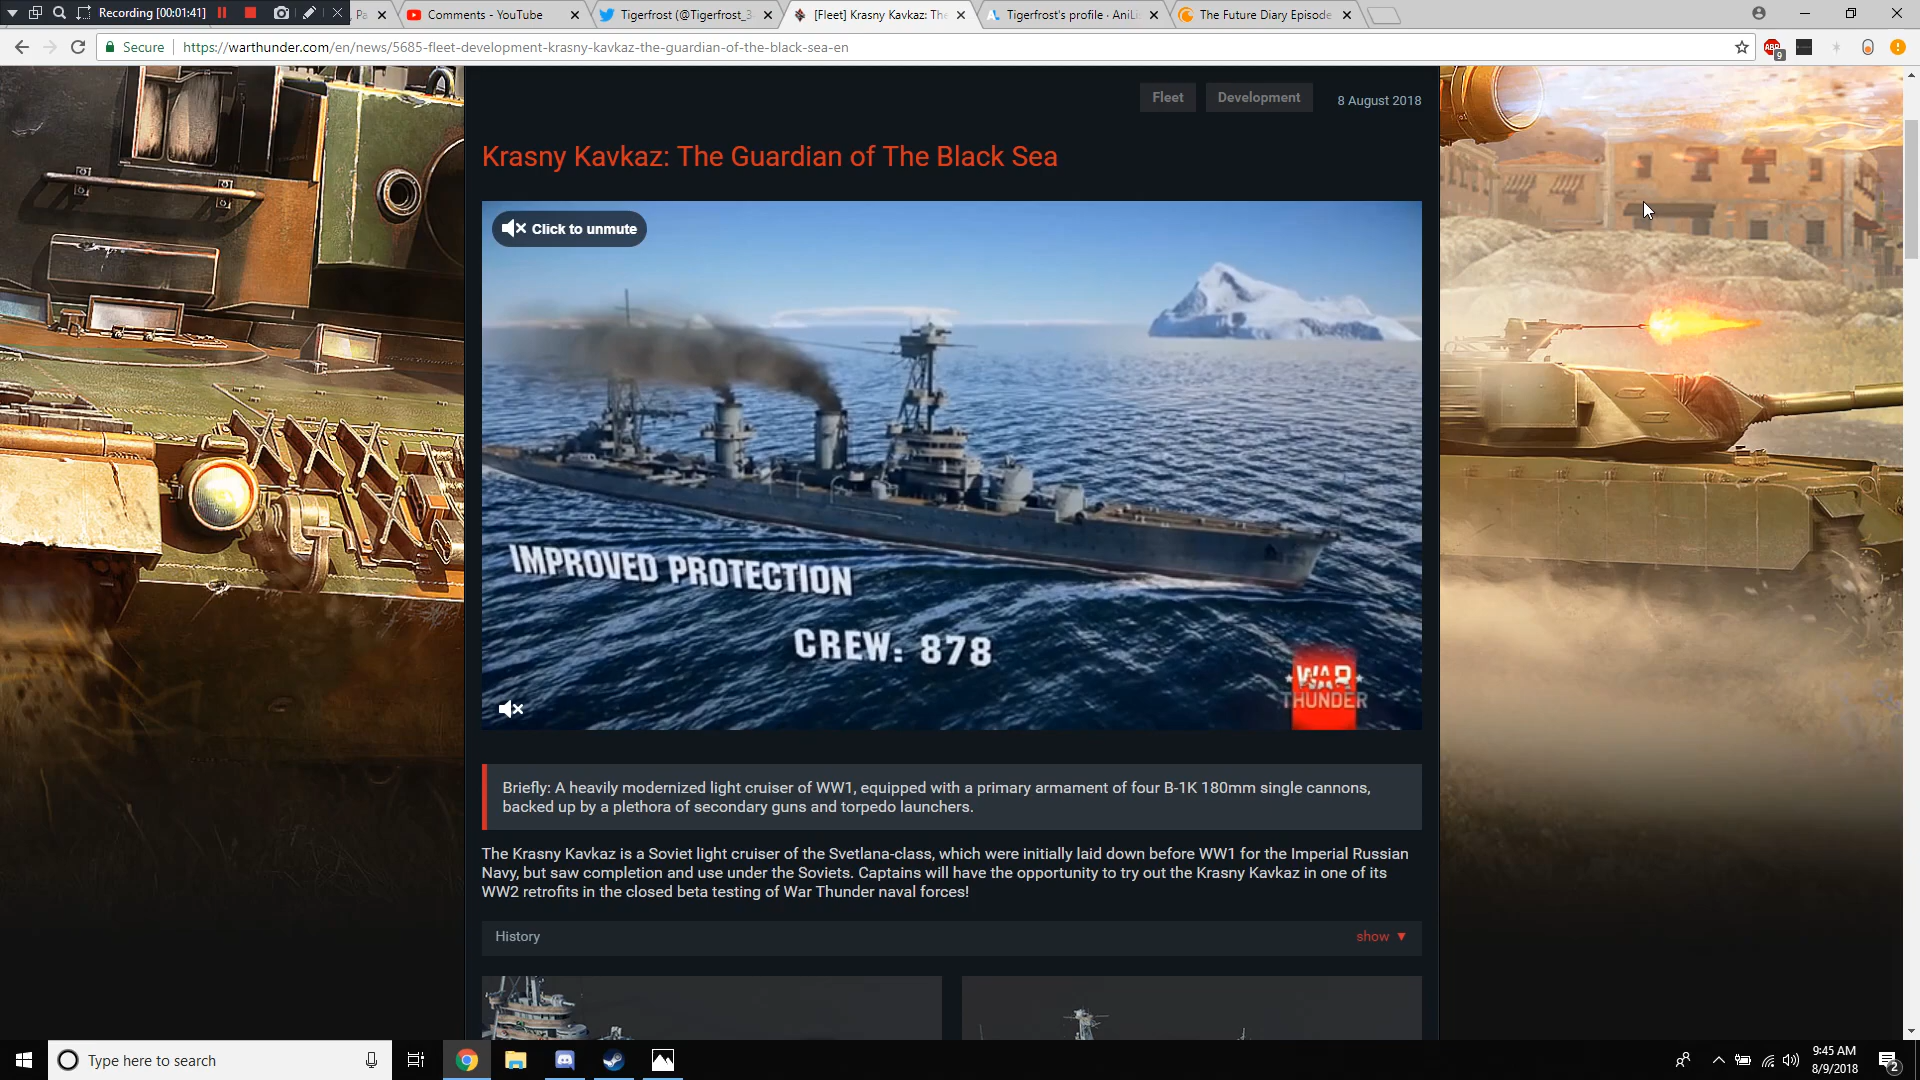 Recording [00:01:41]
Pa
Comments - YouTube
Tigerfrost (@Tigerfrost_3
[Fleet] Krasny Kavkaz: The
Tigerfrost's profile · AniLi
The Future Diary Episode
Secure
https://warthunder.com/en/news/5685-fleet-development-krasny-kavkaz-the-guardian-of-the-black-sea-en
ABP
9
Fleet
Development
8 August 2018
Krasny Kavkaz: The Guardian of The Black Sea
Click to unmute
IMPROVED PROTECTION
CREW: 878
WAR
THUNDER
Briefly: A heavily modernized light cruiser of WW1, equipped with a primary armament of four B-1K 180mm single cannons,
backed up by a plethora of secondary guns and torpedo launchers.
The Krasny Kavkaz is a Soviet light cruiser of the Svetlana-class, which were initially laid down before WW1 for the Imperial Russian
Navy, but saw completion and use under the Soviets. Captains will have the opportunity to try out the Krasny Kavkaz in one of its
WW2 retrofits in the closed beta testing of War Thunder naval forces!
History
show
Type here to search
9:45 AM
8/9/2018
2